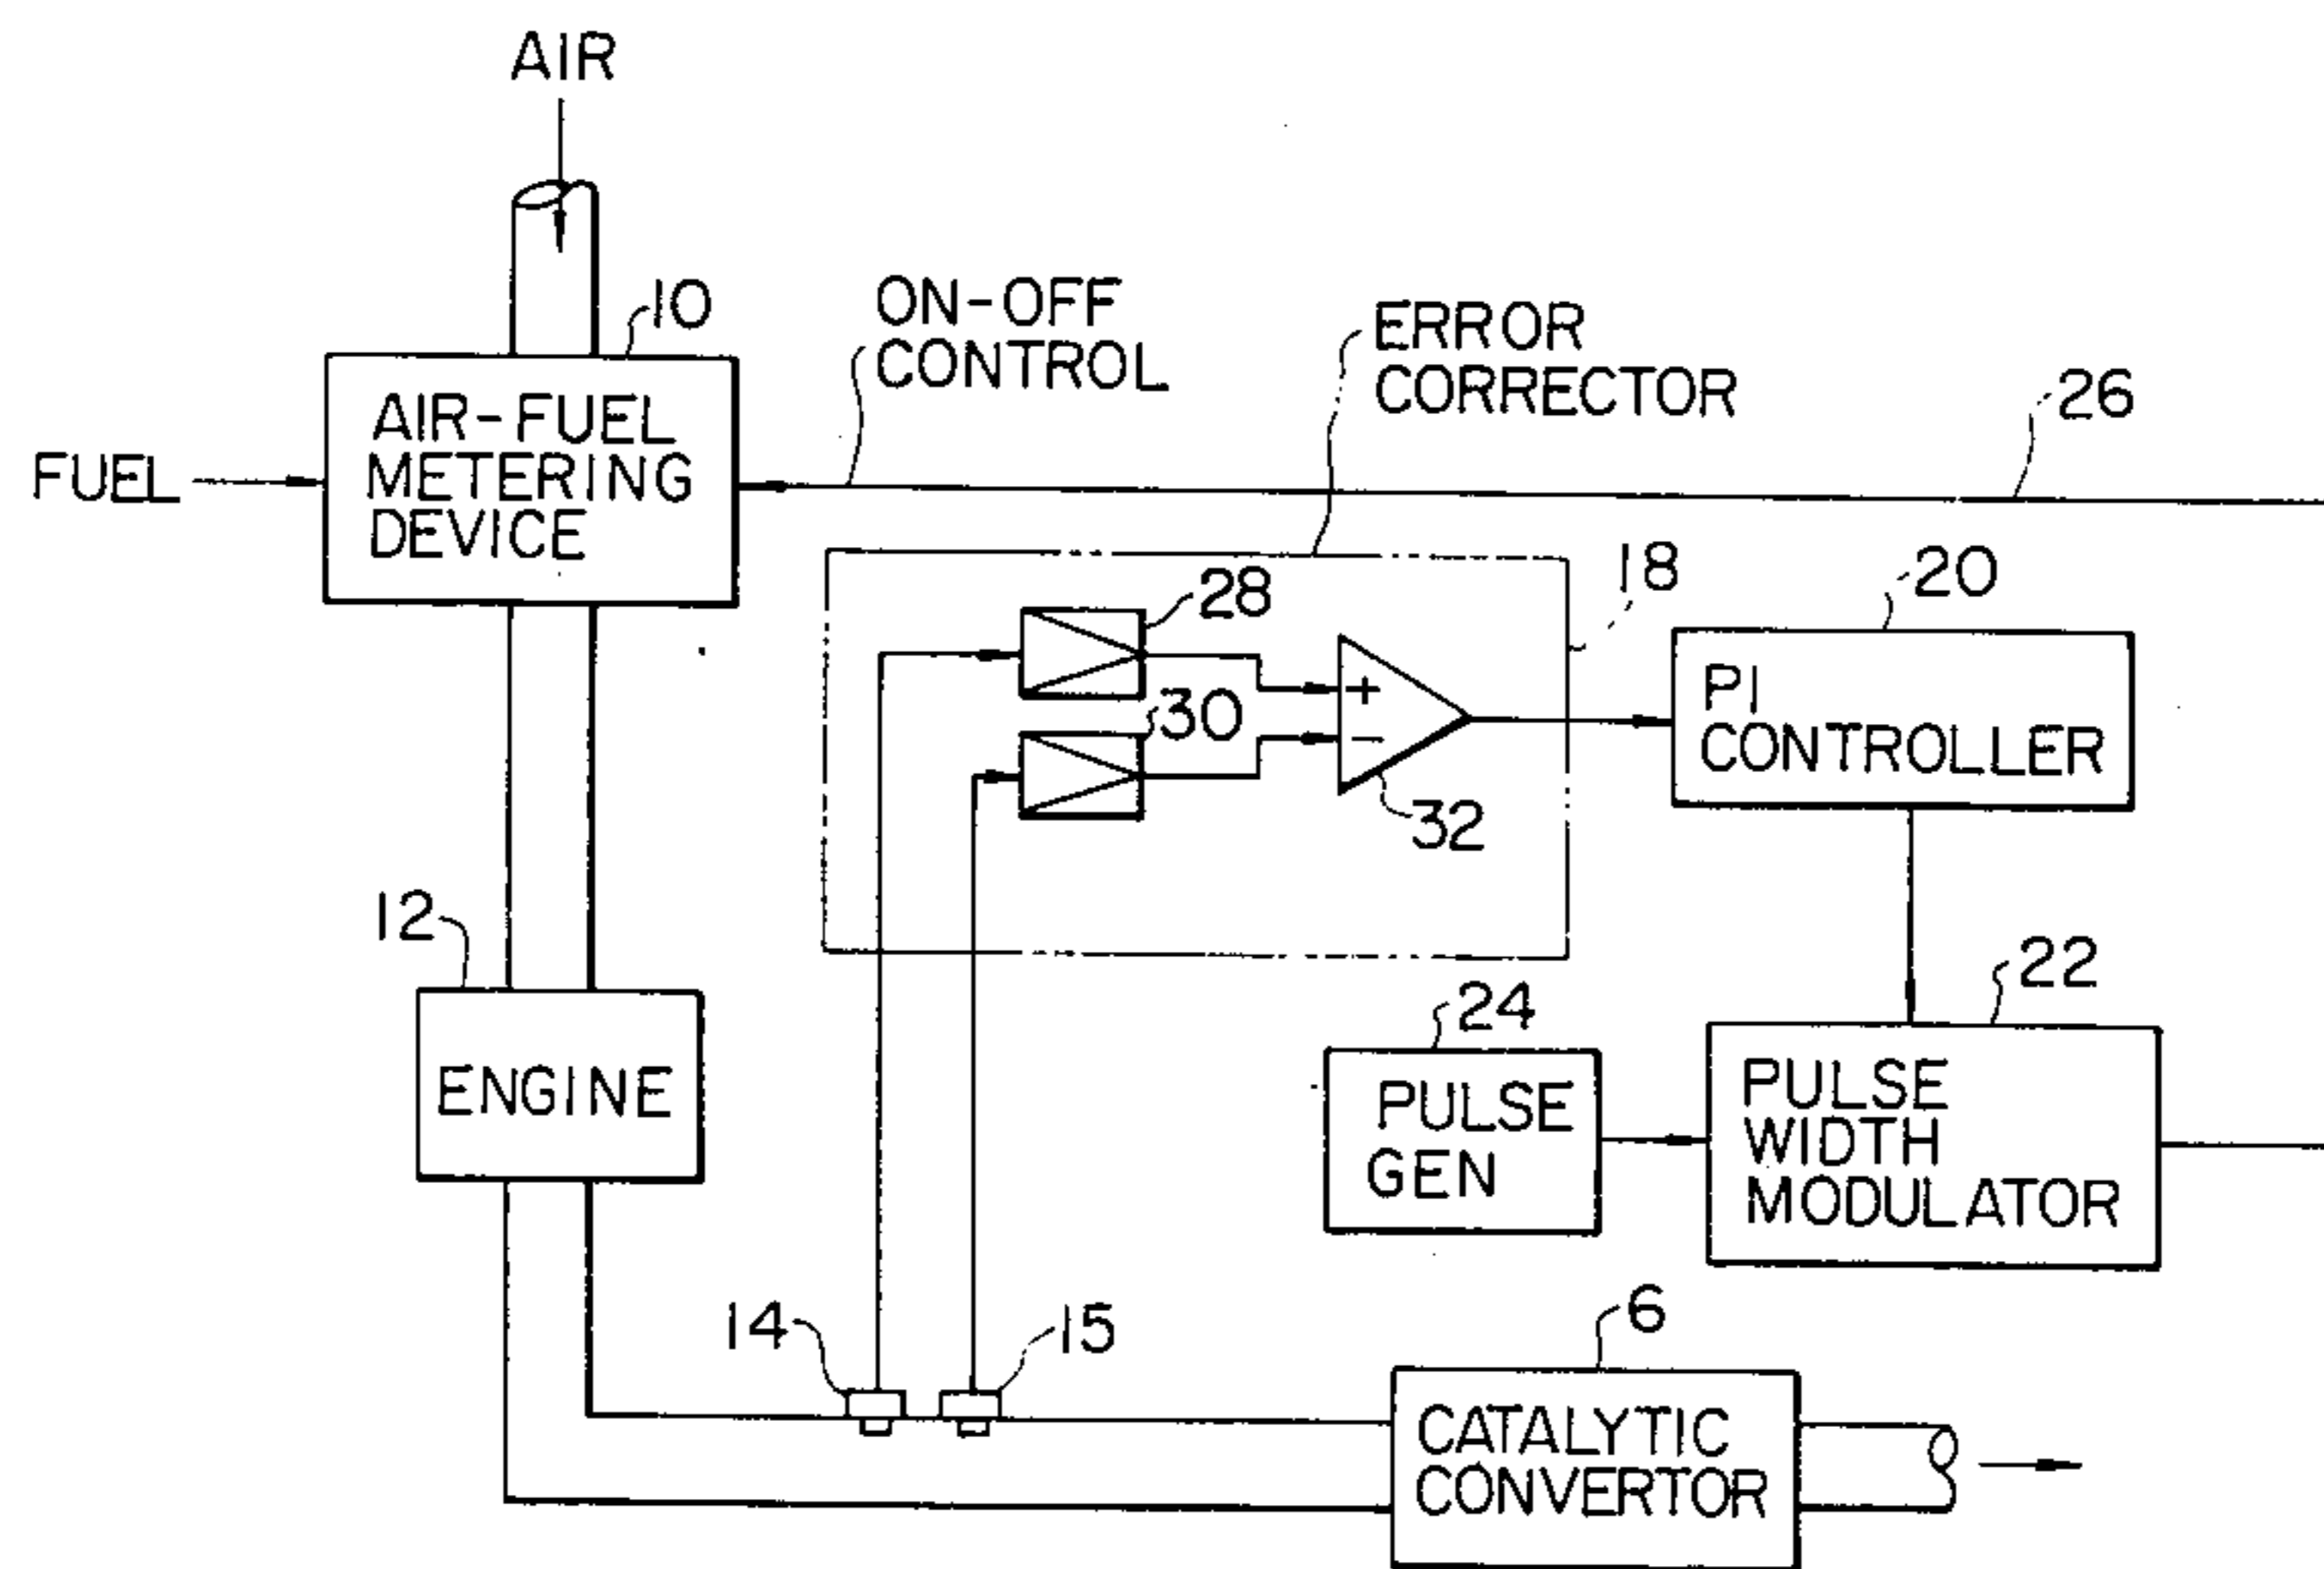 AIR
10
ON-OFF
CONTROL
ERROR
CORRECTOR
26
AIR-FUEL
METERING
DEVICE
FUEL
28
18
20
30
+
−
32
PI
CONTROLLER
12
ENGINE
24
22
PULSE
GEN
PULSE
WIDTH
MODULATOR
14
15
6
CATALYTIC
CONVERTOR